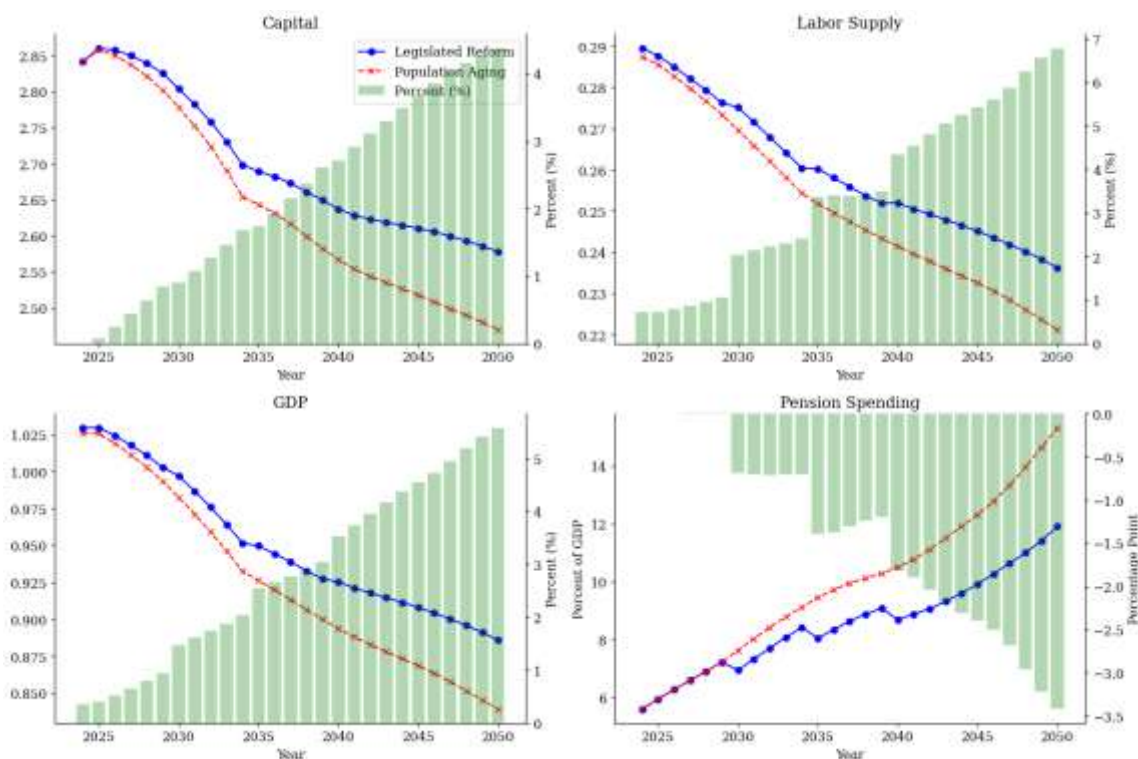 Capital
Legislated Reform
Population Aging
Percent (%)
2.85
2.80
2.75
2.70
2.65
2.60
2.55
2.50
4
3
2
1
0
Percent (%)
2025 2030 2035 2040 2045 2050
Year
Labor Supply
0.29
0.28
0.27
0.26
0.25
0.24
0.23
0.22
7
6
5
4
3
2
1
0
Percent (%)
2025 2030 2035 2040 2045 2050
Year
GDP
1.025
1.000
0.975
0.950
0.925
0.900
0.875
0.850
5
4
3
2
1
0
Percent (%)
2025 2030 2035 2040 2045 2050
Year
Pension Spending
Percent of GDP
14
12
10
8
6
0.0
−0.5
−1.0
−1.5
−2.0
−2.5
−3.0
−3.5
Percentage Point
2025 2030 2035 2040 2045 2050
Year